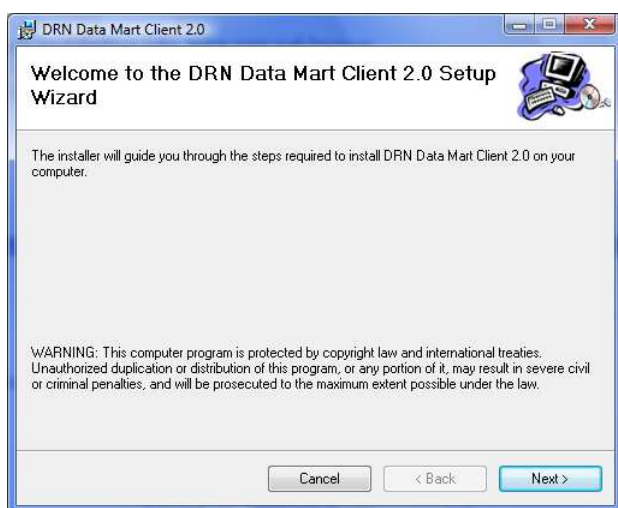 DRN Data Mart Client 2.0
Welcome to the DRN Data Mart Client 2.0 Setup
Wizard
The installer will guide you through the steps required to install DRN Data Mart Client 2.0 on your
computer.
WARNING: This computer program is protected by copyright law and international treaties.
Unauthorized duplication or distribution of this program, or any portion of it, may result in severe civil
or criminal penalties, and will be prosecuted to the maximum extent possible under the law.
Cancel
< Back
Next >